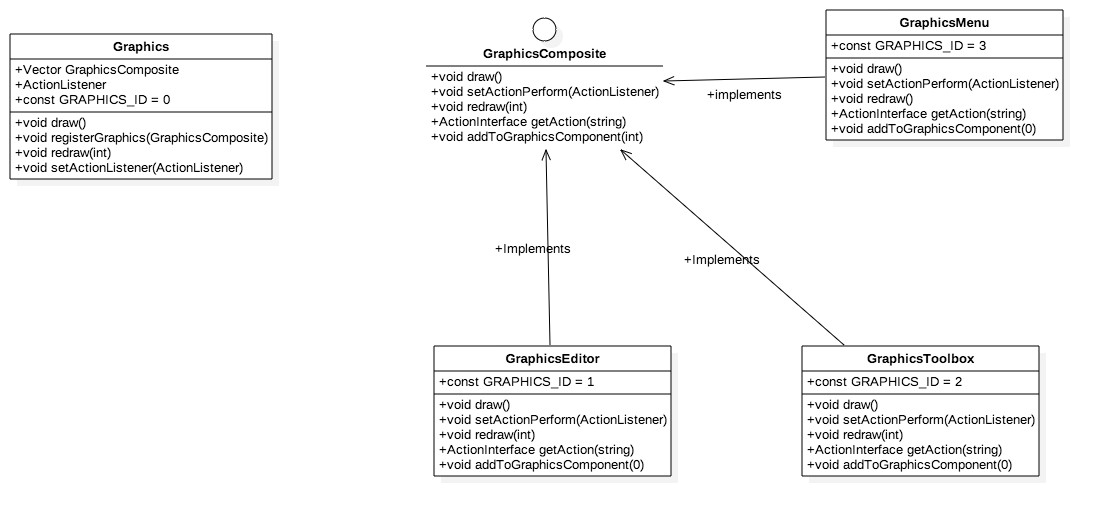 Graphics
+Vector GraphicsComposite
+ActionListener
+const GRAPHICS_ID = 0
+void draw()
+void registerGraphics(GraphicsComposite)
+void redraw(int)
+void setActionListener(ActionListener)
GraphicsComposite
+void draw()
+void setActionPerform(ActionListener)
+void redraw(int)
+ActionInterface getAction(string)
+void addToGraphicsComponent(int)
+implements
GraphicsMenu
+const GRAPHICS_ID = 3
+void draw()
+void setActionPerform(ActionListener)
+void redraw()
+ActionInterface getAction(string)
+void addToGraphicsComponent(0)
+Implements
+Implements
GraphicsEditor
+const GRAPHICS_ID = 1
+void draw()
+void setActionPerform(ActionListener)
+void redraw(int)
+ActionInterface getAction(string)
+void addToGraphicsComponent(0)
GraphicsToolbox
+const GRAPHICS_ID = 2
+void draw()
+void setActionPerform(ActionListener)
+void redraw(int)
+ActionInterface getAction(string)
+void addToGraphicsComponent(0)